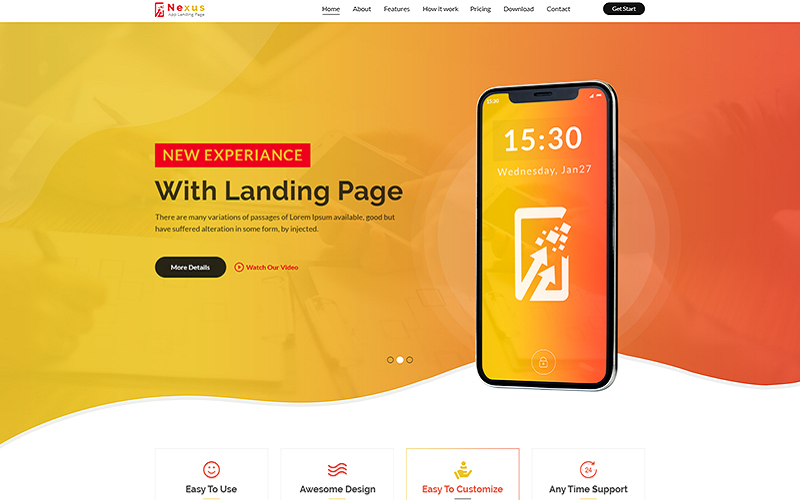 Nexus
App Landing Page
Home About Features How it work Pricing Download Contact Get Start
15:30
NEW EXPERIANCE
With Landing Page
There are many variations of passages of Lorem Ipsum available, good but
have suffered alteration in some form, by injected.
More Details Watch Our Video
15:30
Wednesday, Jan27
Easy To Use
Awesome Design
Easy To Customize
24
Any Time Support